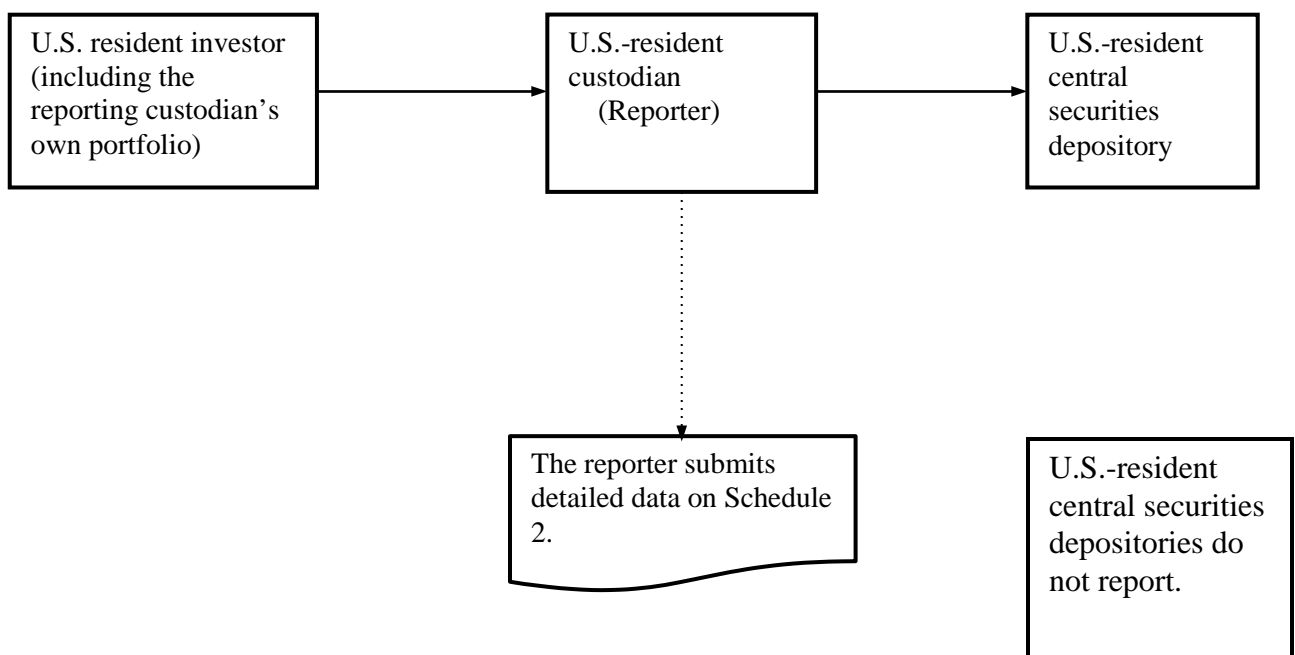 U.S. resident investor
(including the
reporting custodian’s
own portfolio)
U.S.-resident
custodian
(Reporter)
U.S.-resident
central
securities
depository
The reporter submits
detailed data on Schedule
2.
U.S.-resident
central securities
depositories do
not report.